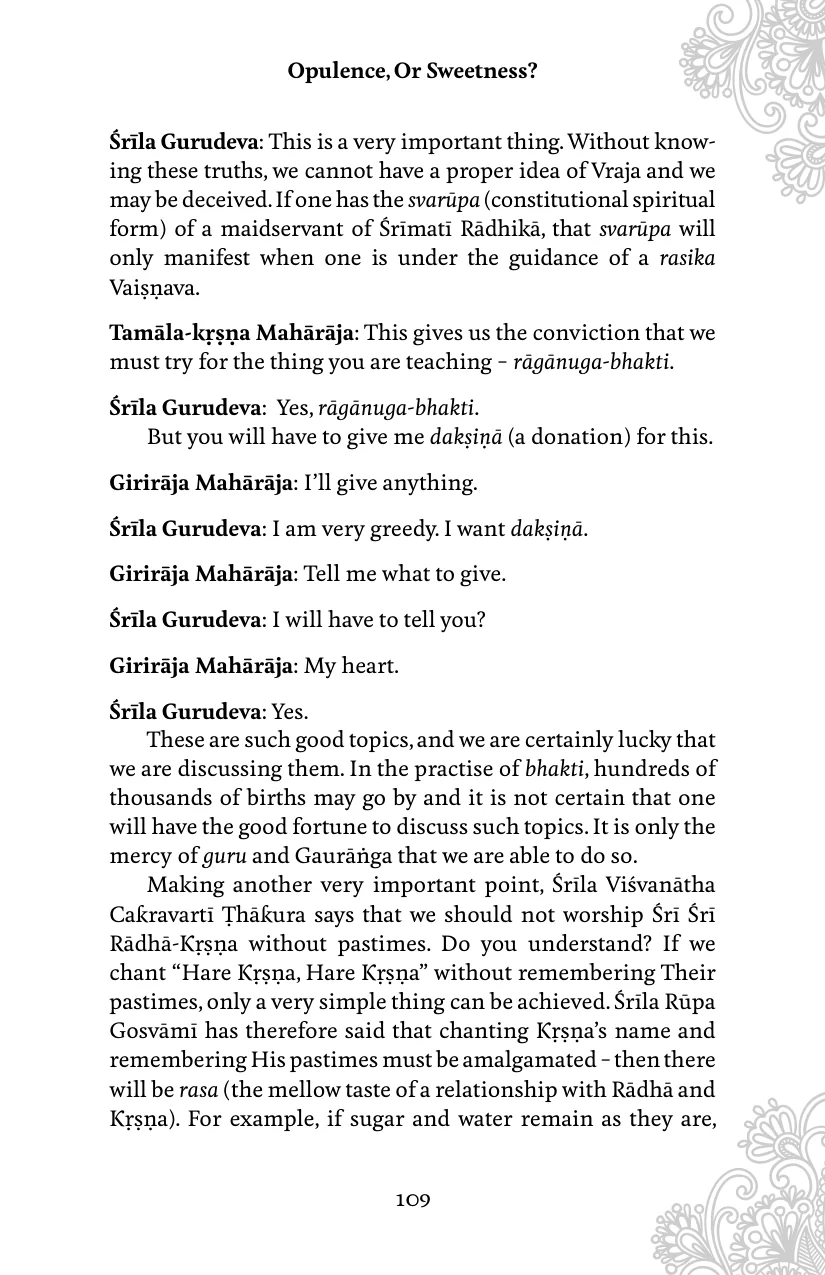 Opulence, Or Sweetness?
Śrīla Gurudeva: This is a very important thing. Without know-
ing these truths, we cannot have a proper idea of Vraja and we
may be deceived. If one has the svarūpa (constitutional spiritual
form) of a maidservant of Śrīmatī Rādhikā, that svarūpa will
only manifest when one is under the guidance of a rasika
Vaiṣṇava.
Tamāla-kṛṣṇa Mahārāja: This gives us the conviction that we
must try for the thing you are teaching – rāgānuga-bhakti.
Śrīla Gurudeva:  Yes, rāgānuga-bhakti.
But you will have to give me dakṣiṇā (a donation) for this.
Girirāja Mahārāja: I’ll give anything.
Śrīla Gurudeva: I am very greedy. I want dakṣiṇā.
Girirāja Mahārāja: Tell me what to give.
Śrīla Gurudeva: I will have to tell you?
Girirāja Mahārāja: My heart.
Śrīla Gurudeva: Yes.
These are such good topics, and we are certainly lucky that
we are discussing them. In the practise of bhakti, hundreds of
thousands of births may go by and it is not certain that one
will have the good fortune to discuss such topics. It is only the
mercy of guru and Gaurāṅga that we are able to do so.
Making another very important point, Śrīla Viśvanātha
Cakravartī Ṭhākura says that we should not worship Śrī Śrī
Rādhā-Kṛṣṇa without pastimes. Do you understand? If we
chant “Hare Kṛṣṇa, Hare Kṛṣṇa” without remembering Their
pastimes, only a very simple thing can be achieved. Śrīla Rūpa
Gosvāmī has therefore said that chanting Kṛṣṇa’s name and
remembering His pastimes must be amalgamated – then there
will be rasa (the mellow taste of a relationship with Rādhā and
Kṛṣṇa). For example, if sugar and water remain as they are,
109